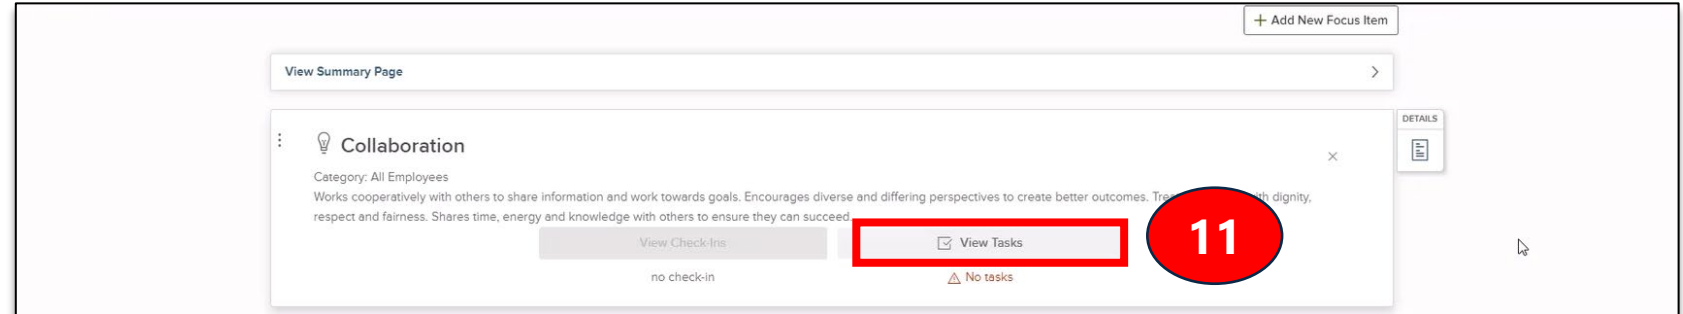 + Add New Focus Item
View Summary Page
DETAILS
Collaboration
Category: All Employees
Works cooperatively with others to share information and work towards goals. Encourages diverse and differing perspectives to create better outcomes. with dignity,
respect and fairness. Shares time, energy and knowledge with others to ensure they can succeed.
View Check-Ins
View Tasks
11
no check-in
No tasks